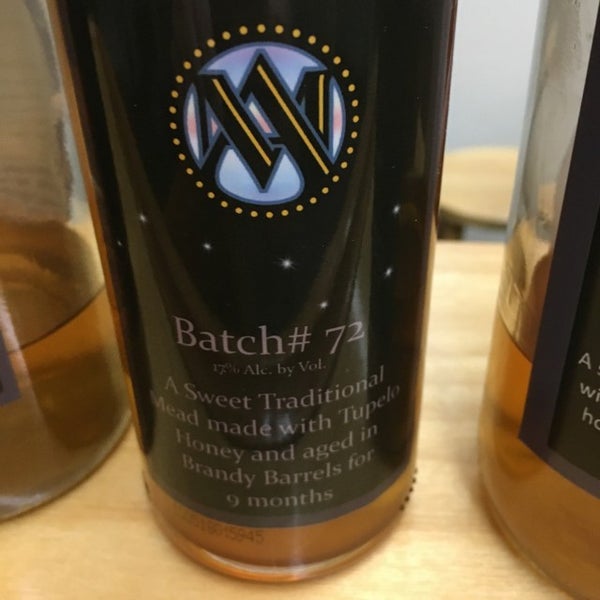 Batch# 72
17% Alc. by Vol.
A Sweet Traditional
Mead made with Tupelo
Honey and aged in
Brandy Barrels for
9 months